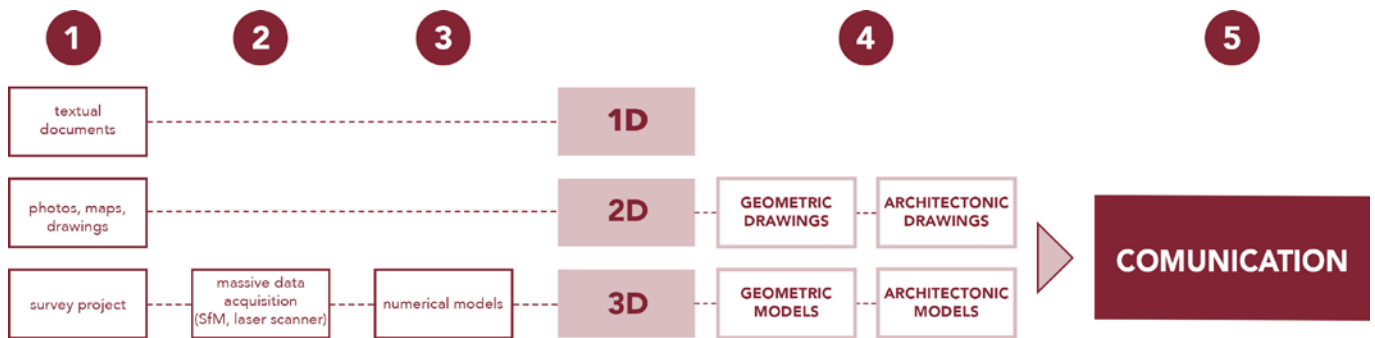 1
2
3
4
5
textual
documents
1D
photos, maps,
drawings
2D
GEOMETRIC
DRAWINGS
ARCHITECTONIC
DRAWINGS
survey project
massive data
acquisition
(SfM, laser scanner)
numerical models
3D
GEOMETRIC
MODELS
ARCHITECTONIC
MODELS
COMUNICATION